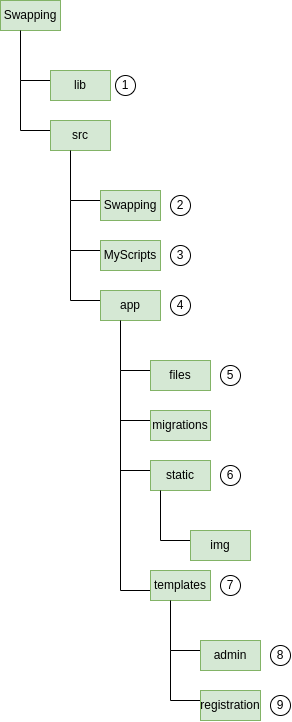 Swapping
lib 1
src
Swapping 2
MyScripts 3
app 4
files 5
migrations
static 6
img
templates 7
admin 8
registration 9